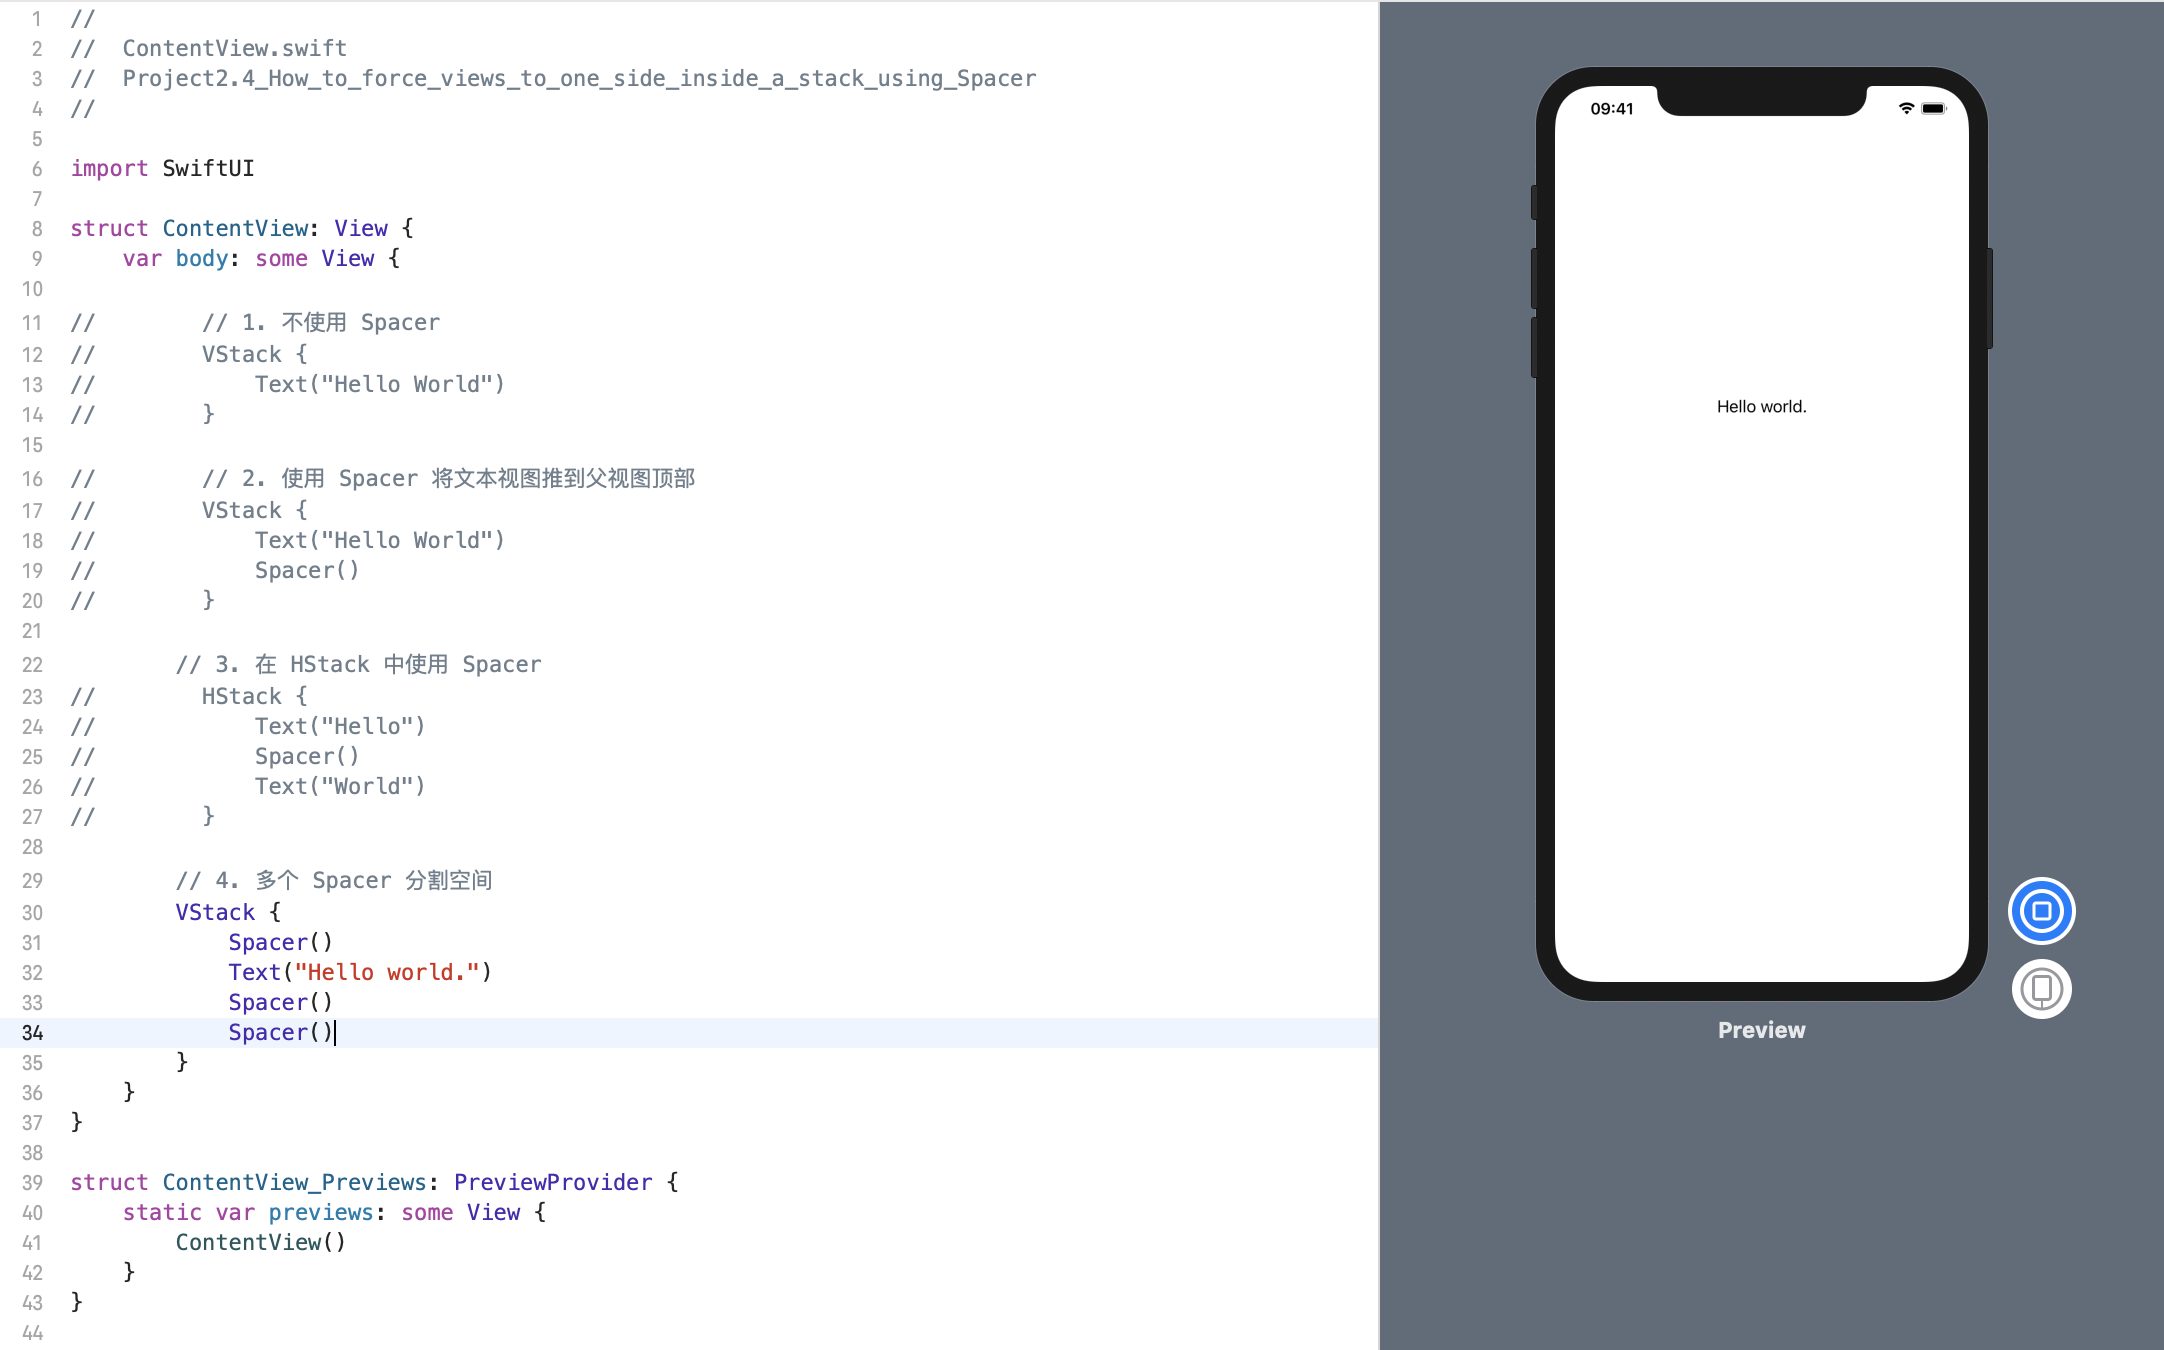 1 //
2 //  ContentView.swift
3 //  Project2.4_How_to_force_views_to_one_side_inside_a_stack_using_Spacer
4 //
5
6 import SwiftUI
7
8 struct ContentView: View {
9     var body: some View {
10
11 //        // 1. 不使用 Spacer
12 //        VStack {
13 //            Text("Hello World")
14 //        }
15
16 //        // 2. 使用 Spacer 将文本视图推到父视图顶部
17 //        VStack {
18 //            Text("Hello World")
19 //            Spacer()
20 //        }
21
22         // 3. 在 HStack 中使用 Spacer
23 //        HStack {
24 //            Text("Hello")
25 //            Spacer()
26 //            Text("World")
27 //        }
28
29         // 4. 多个 Spacer 分割空间
30         VStack {
31             Spacer()
32             Text("Hello world.")
33             Spacer()
34             Spacer()
35         }
36     }
37 }
38
39 struct ContentView_Previews: PreviewProvider {
40     static var previews: some View {
41         ContentView()
42     }
43 }
44
09:41
Hello world.
Preview